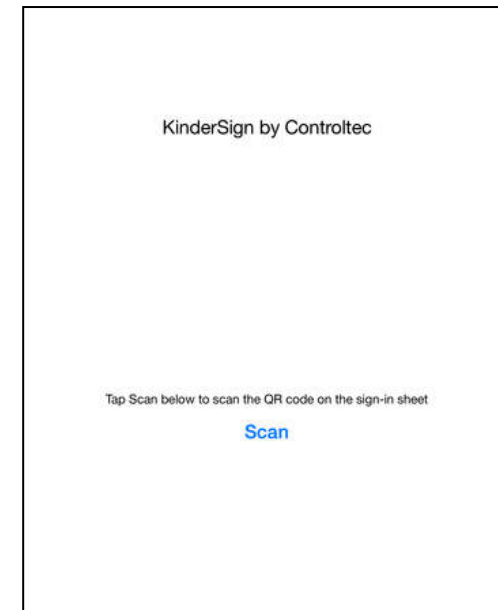 KinderSign by Controltec
Tap Scan below to scan the QR code on the sign-in sheet
Scan